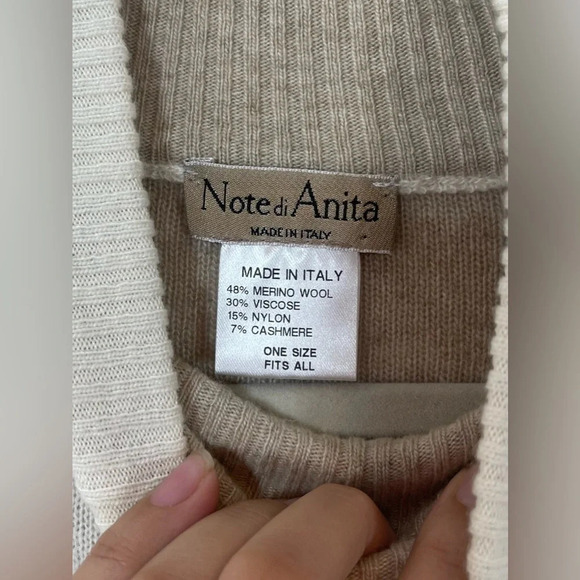 Note di Anita
MADE IN ITALY
MADE IN ITALY
48% MERINO WOOL
30% VISCOSE
15% NYLON
7% CASHMERE
ONE SIZE
FITS ALL